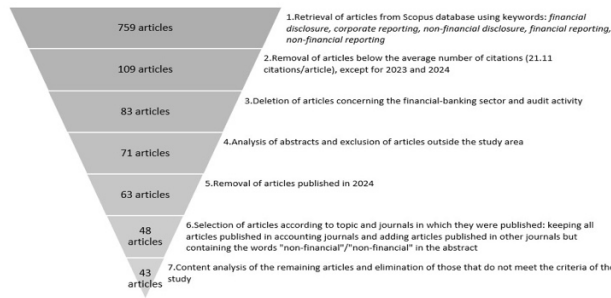 759 articles
1.Retrieval of articles from Scopus database using keywords: financial
disclosure, corporate reporting, non-financial disclosure, financial reporting,
non-financial reporting
109 articles
2.Removal of articles below the average number of citations (21.11
citations/article), except for 2023 and 2024
83 articles
3.Deletion of articles concerning the financial-banking sector and audit activity
71 articles
4.Analysis of abstracts and exclusion of articles outside the study area
63 articles
5.Removal of articles published in 2024
48
articles
6.Selection of articles according to topic and journals in which they were published: keeping all
articles published in accounting journals and adding articles published in other journals but
containing the words "non-financial"/"non-financial" in the abstract
43
articles
7.Content analysis of the remaining articles and elimination of those that do not meet the criteria of the
study